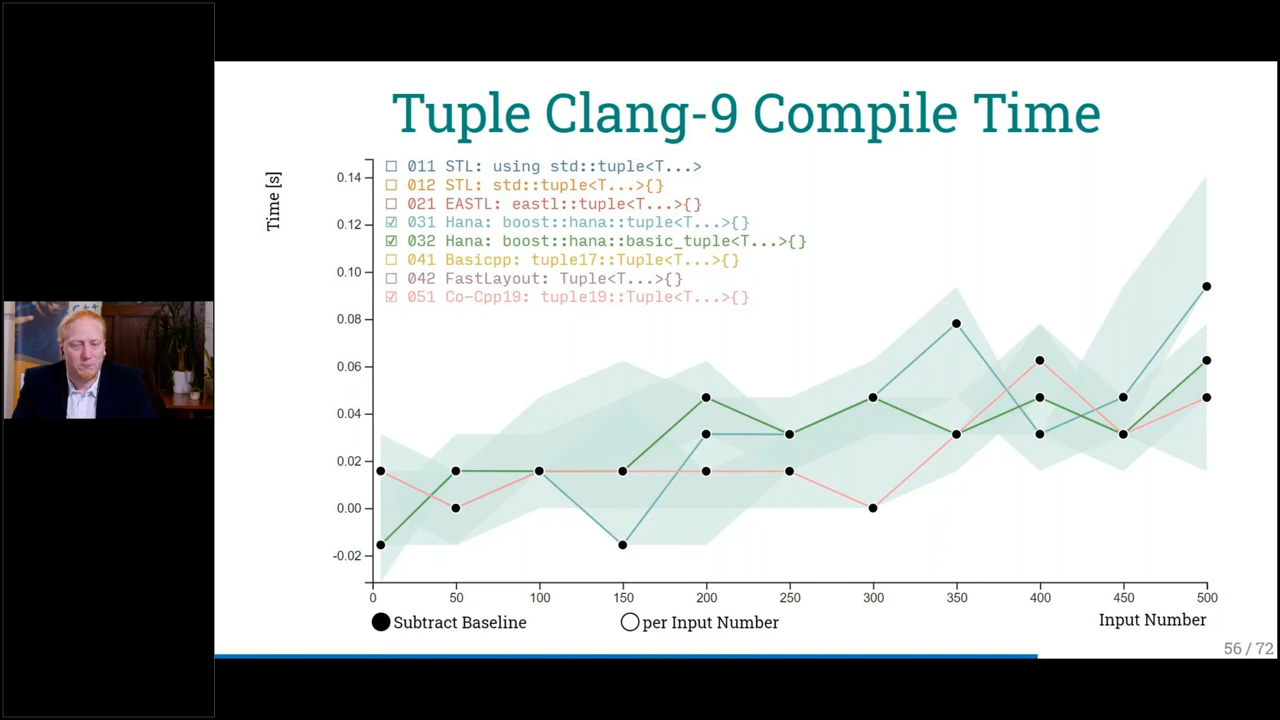 Tuple Clang-9 Compile Time
Time [s]
☐ 011 STL: using std::tuple<T...>
☐ 012 STL: std::tuple<T...>{}
☐ 021 EASTL: eastl::tuple<T...>{}
☑ 031 Hana: boost::hana::tuple<T...>{}
☑ 032 Hana: boost::hana::basic_tuple<T...>{}
☐ 041 Basicpp: tuple17::Tuple<T...>{}
☐ 042 FastLayout: Tuple<T...>{}
☑ 051 Co-Cpp19: tuple19::Tuple<T...>{}
0.14
0.12
0.10
0.08
0.06
0.04
0.02
0.00
-0.02
0 50 100 150 200 250 300 350 400 450 500
Subtract Baseline per Input Number Input Number
56 / 72